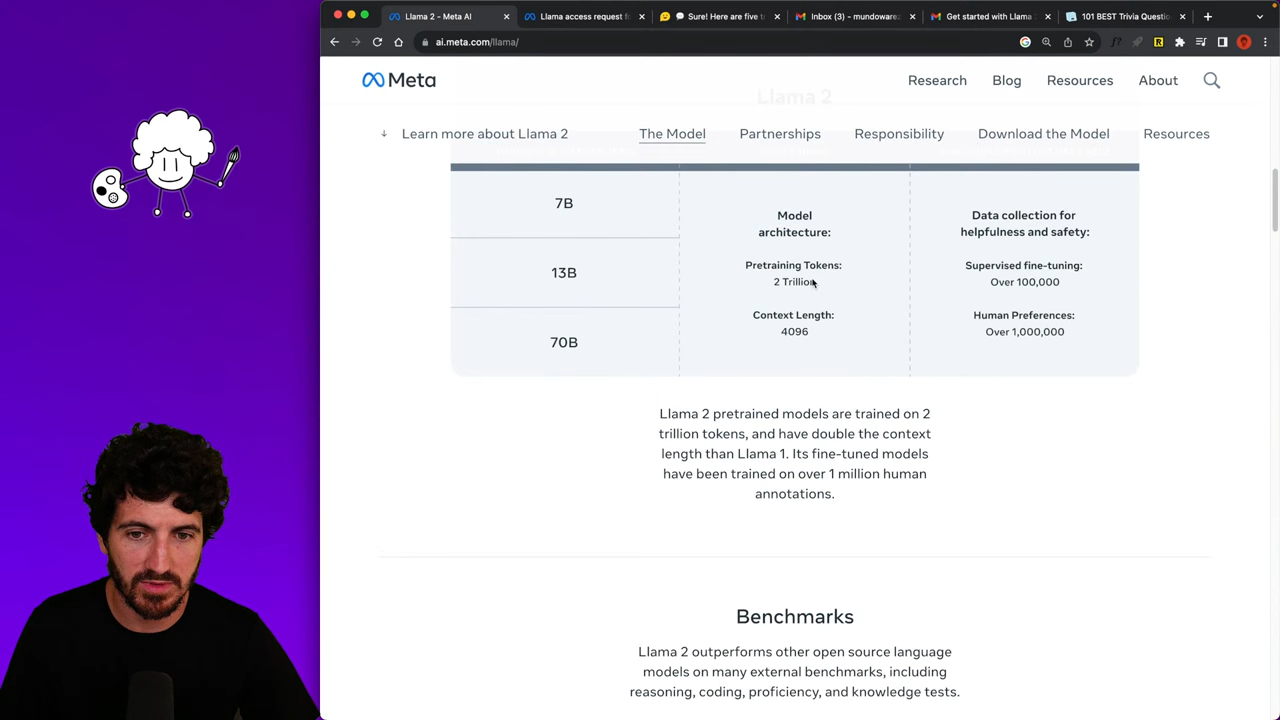 Llama 2 - Meta AI
Llama access request fo
Sure! Here are five t
Inbox (3) - mundoware
Get started with Llama
101 BEST Trivia Questio
ai.meta.com/llama/
Meta
Research
Blog
Resources
About
Llama 2
Learn more about Llama 2
The Model
Partnerships
Responsibility
Download the Model
Resources
7B
13B
70B
Model
architecture:
Pretraining Tokens:
2 Trillion
Context Length:
4096
Data collection for
helpfulness and safety:
Supervised fine-tuning:
Over 100,000
Human Preferences:
Over 1,000,000
Llama 2 pretrained models are trained on 2
trillion tokens, and have double the context
length than Llama 1. Its fine-tuned models
have been trained on over 1 million human
annotations.
Benchmarks
Llama 2 outperforms other open source language
models on many external benchmarks, including
reasoning, coding, proficiency, and knowledge tests.